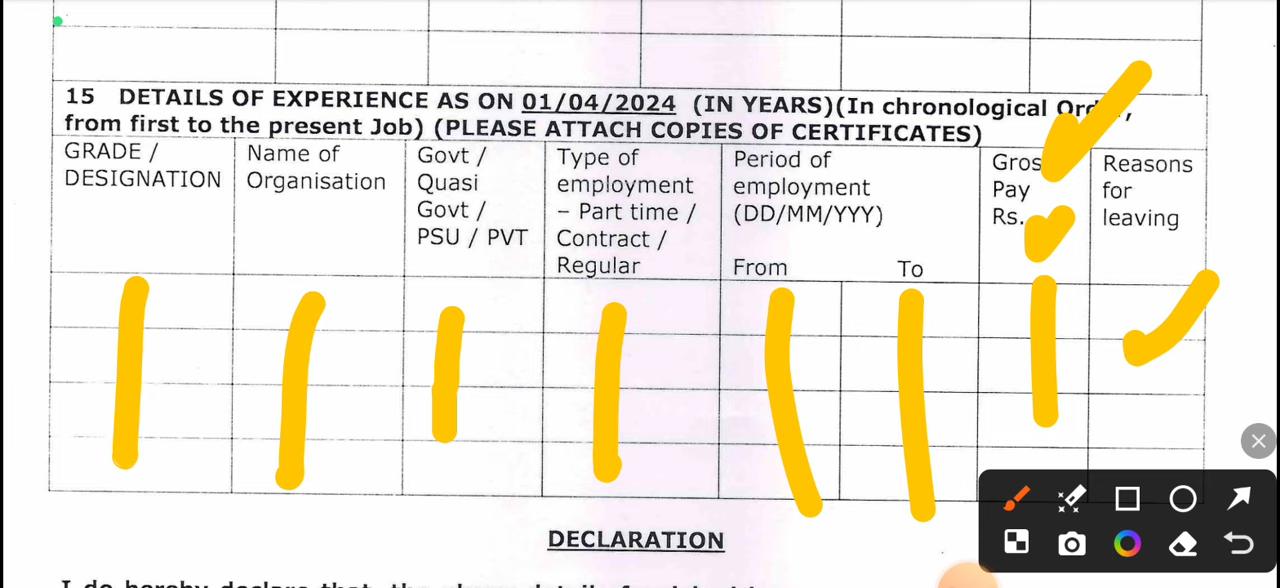 15 DETAILS OF EXPERIENCE AS ON 01/04/2024 (IN YEARS)(In chronological
from first to the present Job) (PLEASE ATTACH COPIES OF CERTIFICATES)
GRADE /
DESIGNATION
Name of
Organisation
Govt /
Quasi
Govt /
PSU / PVT
Type of
employment
– Part time /
Contract /
Regular
Period of
employment
(DD/MM/YYY)
From To
Pay
Rs.
Reasons
for
leaving
DECLARATION